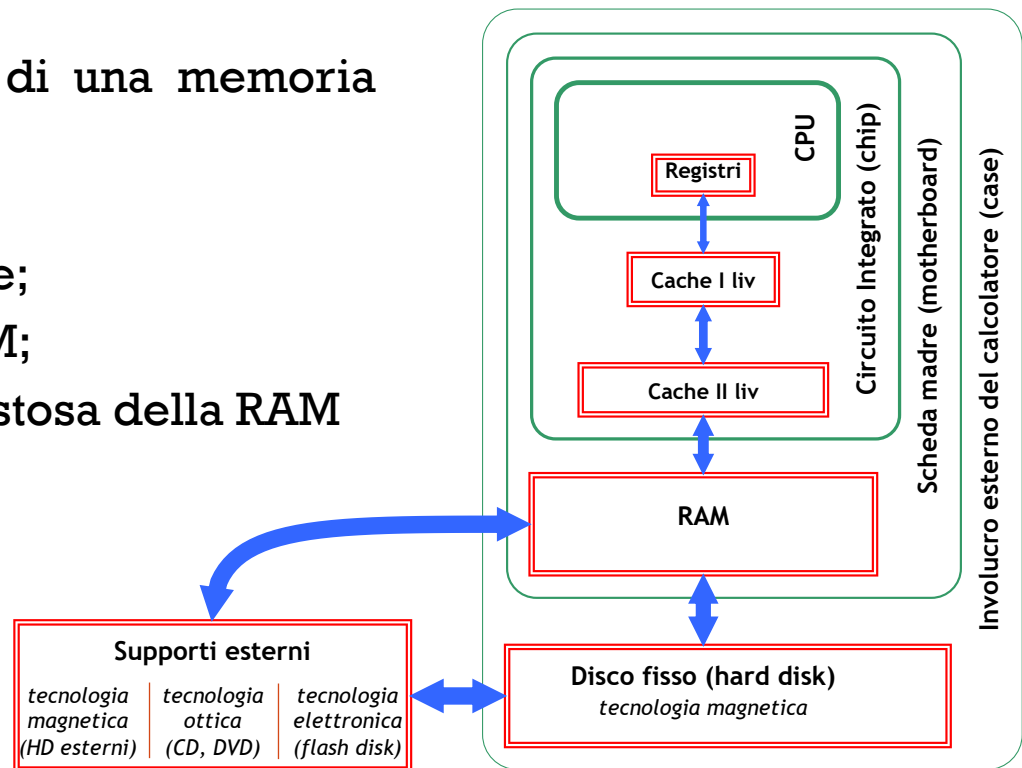 di una memoria
e;
M;
stosa della RAM
CPU
Registri
Circuito Integrato (chip)
Scheda madre (motherboard)
Involucro esterno del calcolatore (case)
Cache I liv
Cache II liv
RAM
Supporti esterni
tecnologia
magnetica
(HD esterni)
tecnologia
ottica
(CD, DVD)
tecnologia
elettronica
(flash disk)
Disco fisso (hard disk)
tecnologia magnetica